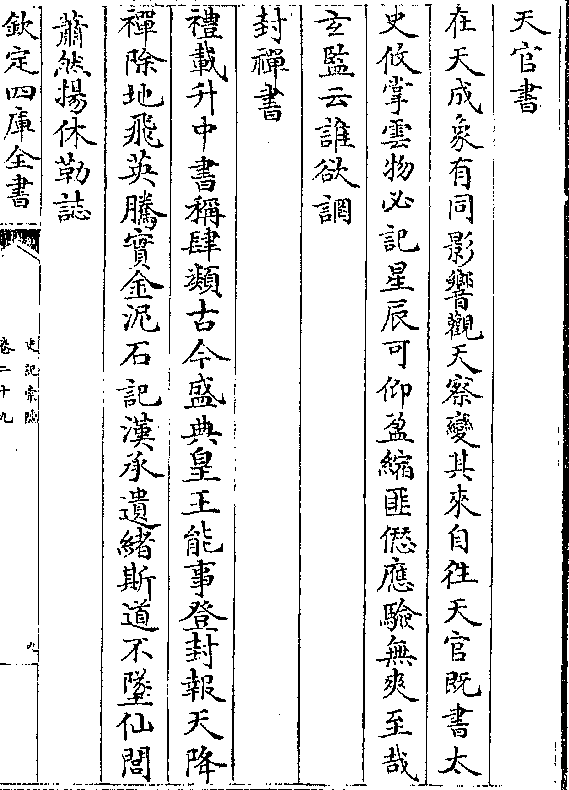 天官書
在天成象有同影響觀天察變其來自往天官既書太
史攸掌雲物必記星辰可仰盈縮匪愆應驗無爽至哉
玄監云誰欲調
封禪書
禮載升中書稱肆類古今盛典皇王能事登封報天降
禪除地飛英騰實金泥石記漢承遺緒斯道不墜仙閭
蕭然揚休勒誌
欽定四庫全書
史記索隱
卷二十九
九